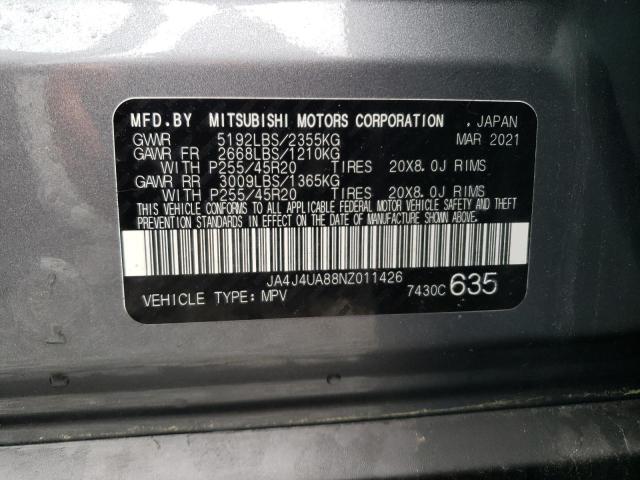 MFD.BY MITSUBISHI MOTORS CORPORATION , JAPAN
GVWR 5192LBS/2355KG MAR 2021
GAWR FR 2668LBS/1210KG
WITH P255/45R20 TIRES 20X8.0J RIMS
GAWR RR 3009LBS/1365KG
WITH P255/45R20 TIRES 20X8.0J RIMS
THIS VEHICLE CONFORMS TO ALL APPLICABLE FEDERAL MOTOR VEHICLE SAFETY AND THEFT
PREVENTION STANDARDS IN EFFECT ON THE DATE OF MANUFACTURE SHOWN ABOVE.
JA4J4UA88NZ011426
VEHICLE TYPE:MPV 7430C 635